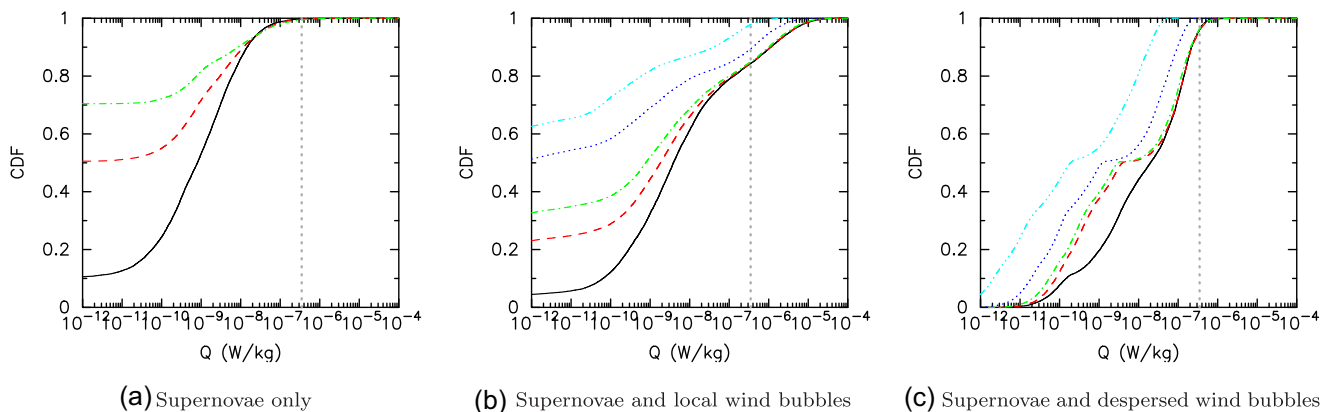 1
0.8
0.6
0.4
0.2
0
CDF
10⁻¹² 10⁻¹¹ 10⁻¹⁰ 10⁻⁹ 10⁻⁸ 10⁻⁷ 10⁻⁶ 10⁻⁵ 10⁻⁴
Q (W/kg)
(a) Supernovae only
1
0.8
0.6
0.4
0.2
0
CDF
10⁻¹² 10⁻¹¹ 10⁻¹⁰ 10⁻⁹ 10⁻⁸ 10⁻⁷ 10⁻⁶ 10⁻⁵ 10⁻⁴
Q (W/kg)
(b) Supernovae and local wind bubbles
1
0.8
0.6
0.4
0.2
0
CDF
10⁻¹² 10⁻¹¹ 10⁻¹⁰ 10⁻⁹ 10⁻⁸ 10⁻⁷ 10⁻⁶ 10⁻⁵ 10⁻⁴
Q (W/kg)
(c) Supernovae and despersed wind bubbles